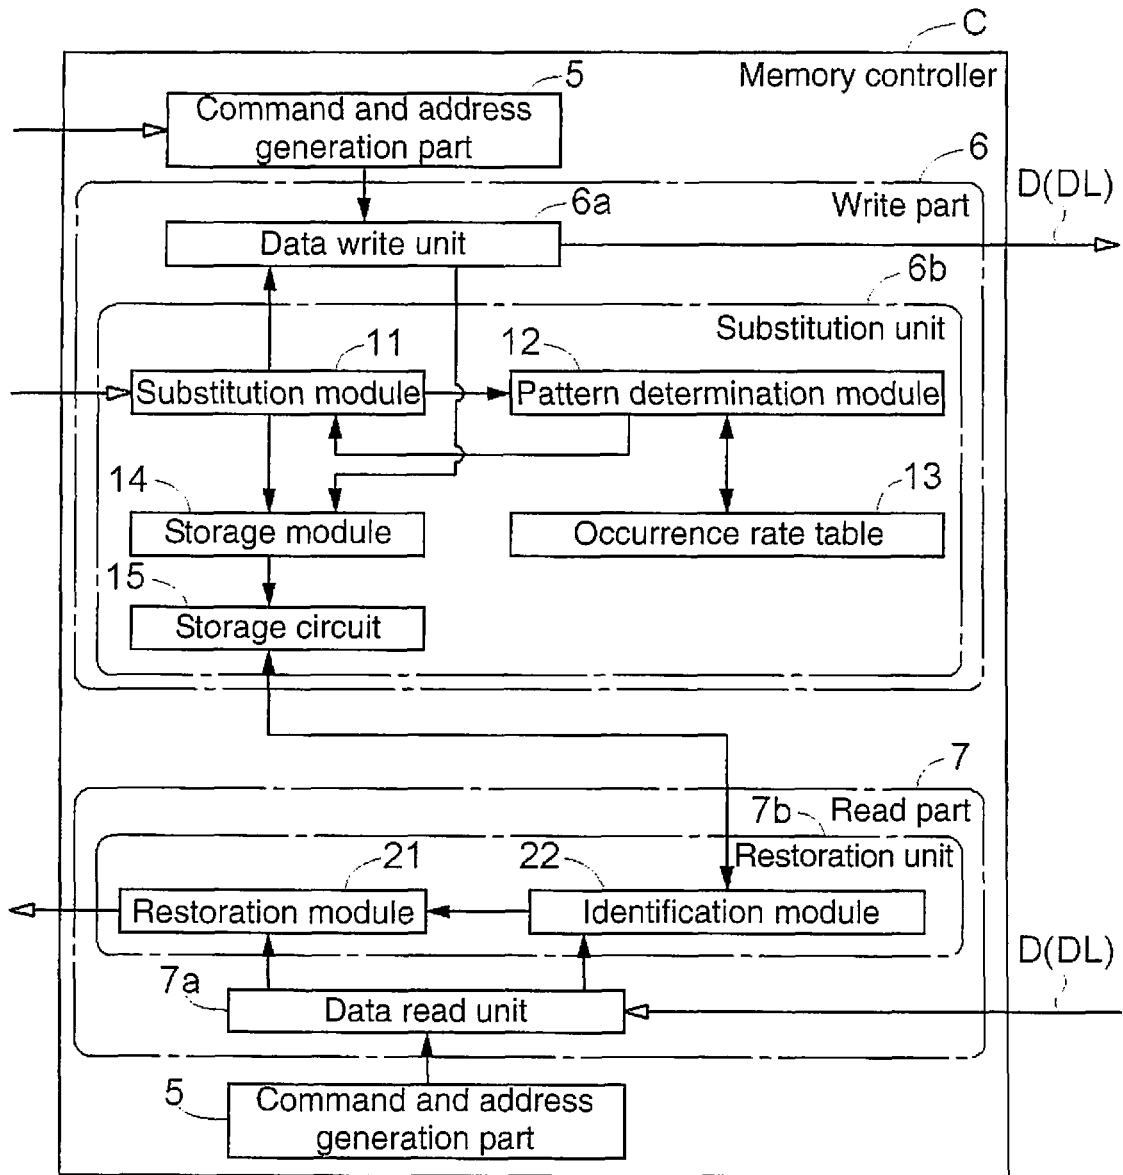 C
Memory controller
5
Command and address
generation part
6
Write part
D(DL)
6a
Data write unit
6b
Substitution unit
11
Substitution module
12
Pattern determination module
14
Storage module
13
Occurrence rate table
15
Storage circuit
7
Read part
7b
Restoration unit
21
Restoration module
22
Identification module
D(DL)
7a
Data read unit
5
Command and address
generation part